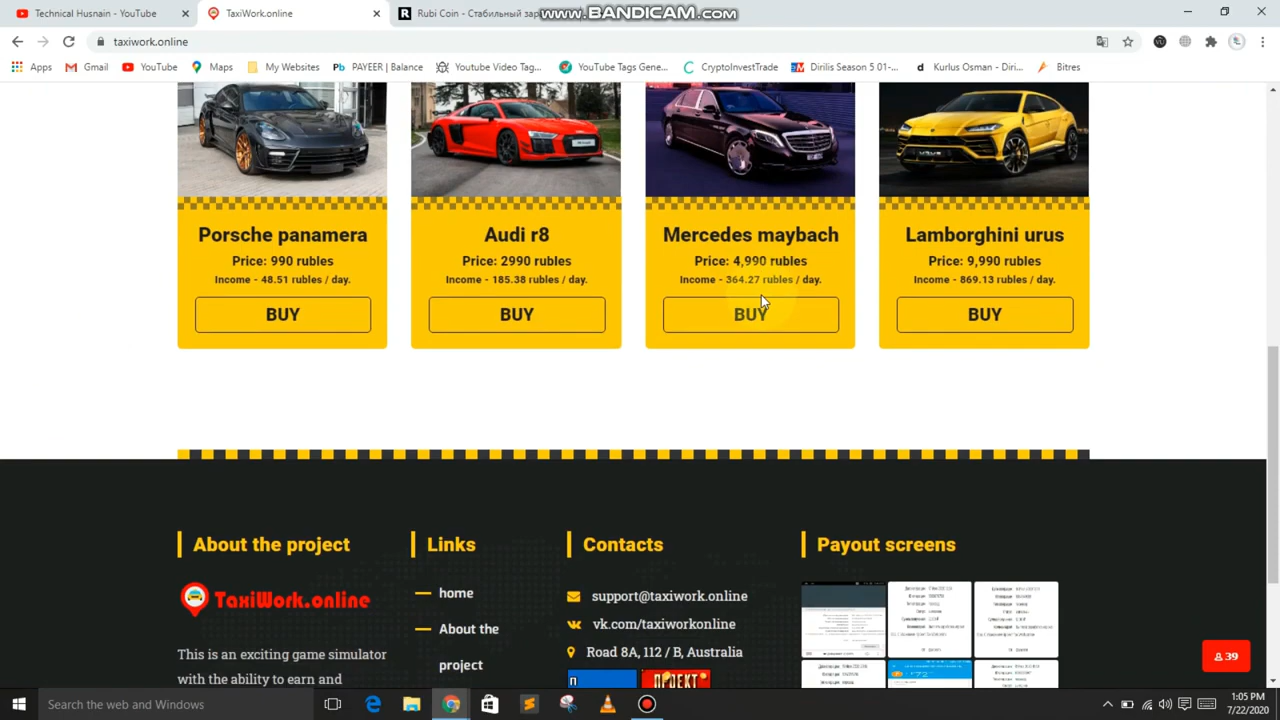 www.BANDICAM.com
Technical Husnain - YouTube
TaxiWork.online
Rubi Coin - Стабильный зар
taxiwork.online
Apps
Gmail
YouTube
Maps
My Websites
PAYEER | Balance
Youtube Video Tag...
YouTube Tags Gene...
CryptoInvestTrade
Dirilis Season 5 01-...
Kurlus Osman - Diri...
Bitres
Porsche panamera
Audi r8
Mercedes maybach
Lamborghini urus
Price: 990 rubles
Price: 2990 rubles
Price: 4,990 rubles
Price: 9,990 rubles
Income - 48.51 rubles / day.
Income - 185.38 rubles / day.
Income - 364.27 rubles / day.
Income - 869.13 rubles / day.
BUY
BUY
BUY
BUY
About the project
Links
Contacts
Payout screens
TaxiWork.online
home
support@taxiwork.online
vk.com/taxiworkonline
This is an exciting game simulator
Road 8A, 112 / B, Australia
project
with the ability to earn and
ПРОЕКТ
39
Search the web and Windows
1:05 PM
7/22/2020